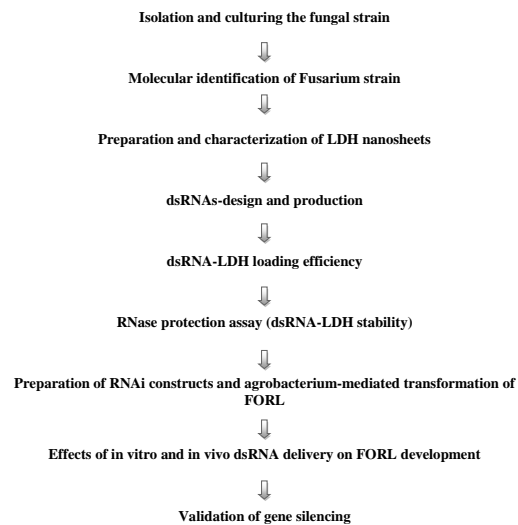 Isolation and culturing the fungal strain
Molecular identification of Fusarium strain
Preparation and characterization of LDH nanosheets
dsRNAs-design and production
dsRNA-LDH loading efficiency
RNase protection assay (dsRNA-LDH stability)
Preparation of RNAi constructs and agrobacterium-mediated transformation of
FORL
Effects of in vitro and in vivo dsRNA delivery on FORL development
Validation of gene silencing